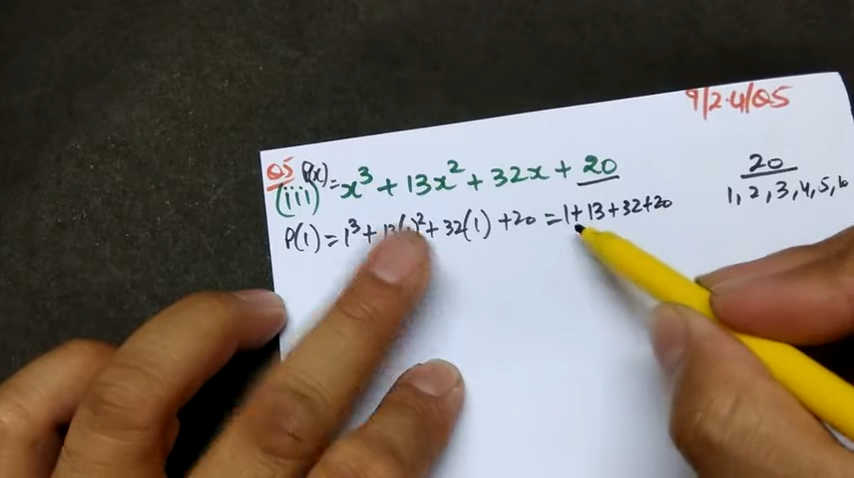 9/2.4/Q5
Q5 P(x)=
(iii) x³ + 13x² + 32x + 20
P(1) = 1³ + 13(1)² + 32(1) + 20 = 1 + 13 + 32 + 20
20
1, 2, 3, 4, 5, 6